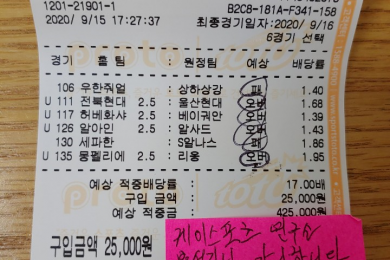 1201-21901-1 B2C8-181A-F341-158
2020/ 9/15 17:27:37 최종경기일자:2020/ 9/16
6경기 선택
경기 홈 팀 : 원정팀 예상 배당률
106 우한줘얼 : 상하상강 패 1.40
U 111 전북현대 2.5 : 울산현대 오버 1.68
U 117 허베화샤 2.5 : 베이궈안 오버 1.39
U 126 알아민 2.5 : 알사드 오버 1.43
130 세파한 : S알나스 패 1.86
U 135 몽펠리에 2.5 : 리옹 오버 1.95
예상 적중배당률 : 17.00배
구입 금액 : 25,000원
예상 적중금 : 425,000원
구입금액 25,000원
케이스포츠 연구소
proto
toto